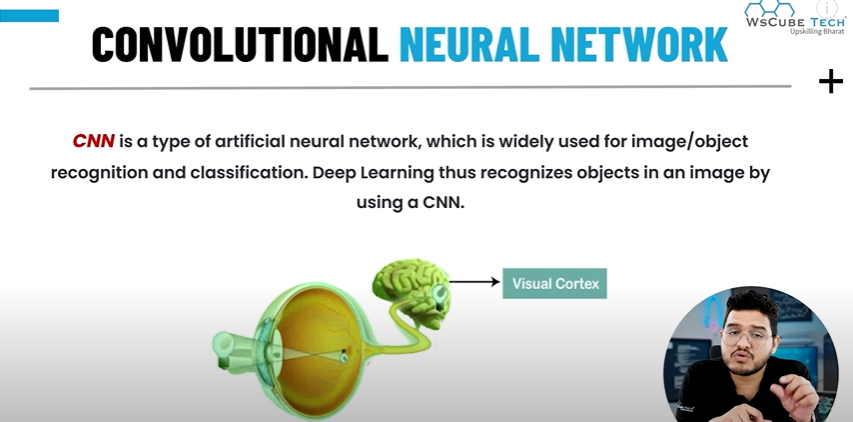 WsCube Tech
Upskilling Bharat
CONVOLUTIONAL NEURAL NETWORK
CNN is a type of artificial neural network, which is widely used for image/object
recognition and classification. Deep Learning thus recognizes objects in an image by
using a CNN.
Visual Cortex